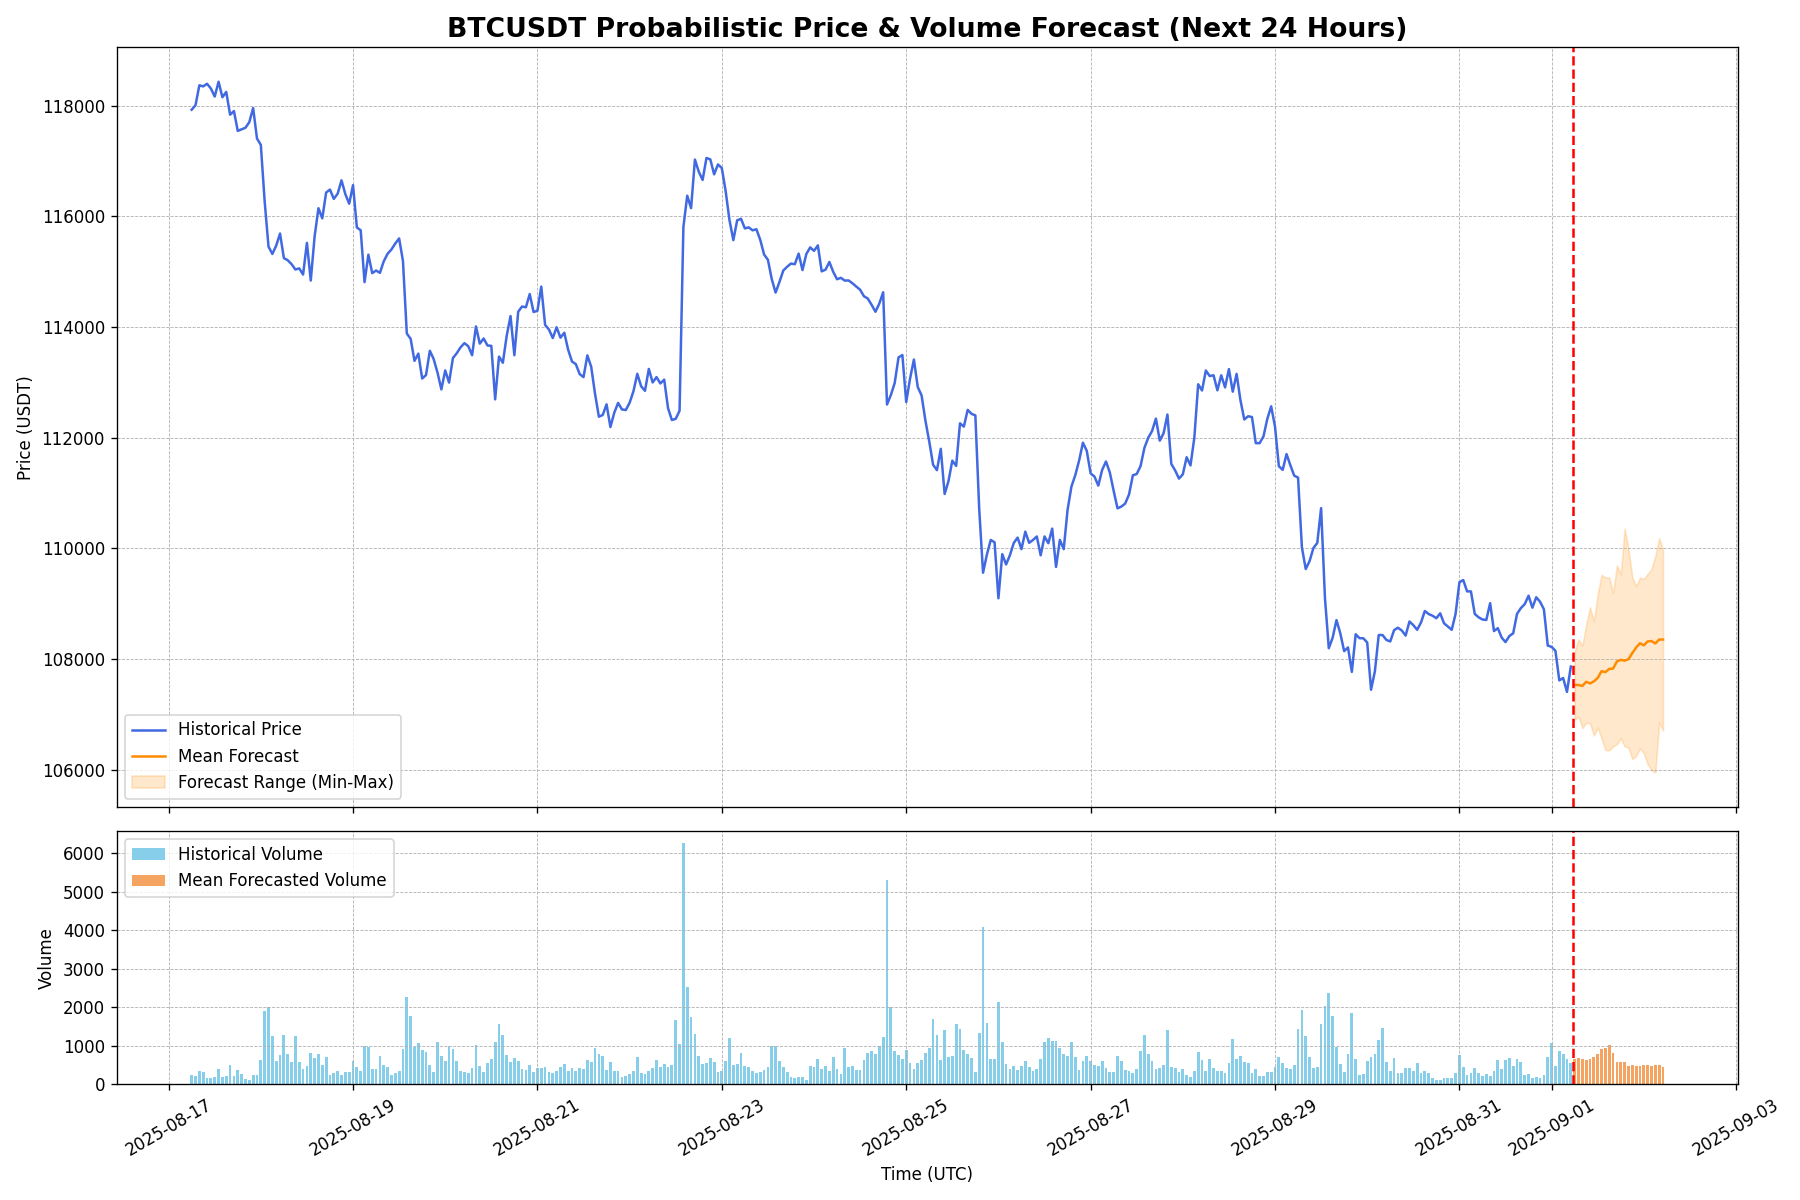 BTCUSDT Probabilistic Price & Volume Forecast (Next 24 Hours)
118000
116000
114000
112000
110000
108000
106000
Price (USDT)
Historical Price
Mean Forecast
Forecast Range (Min-Max)
6000
5000
4000
3000
2000
1000
0
Volume
Historical Volume
Mean Forecasted Volume
2025-08-17
2025-08-19
2025-08-21
2025-08-23
2025-08-25
2025-08-27
2025-08-29
2025-08-31
2025-09-01
2025-09-03
Time (UTC)